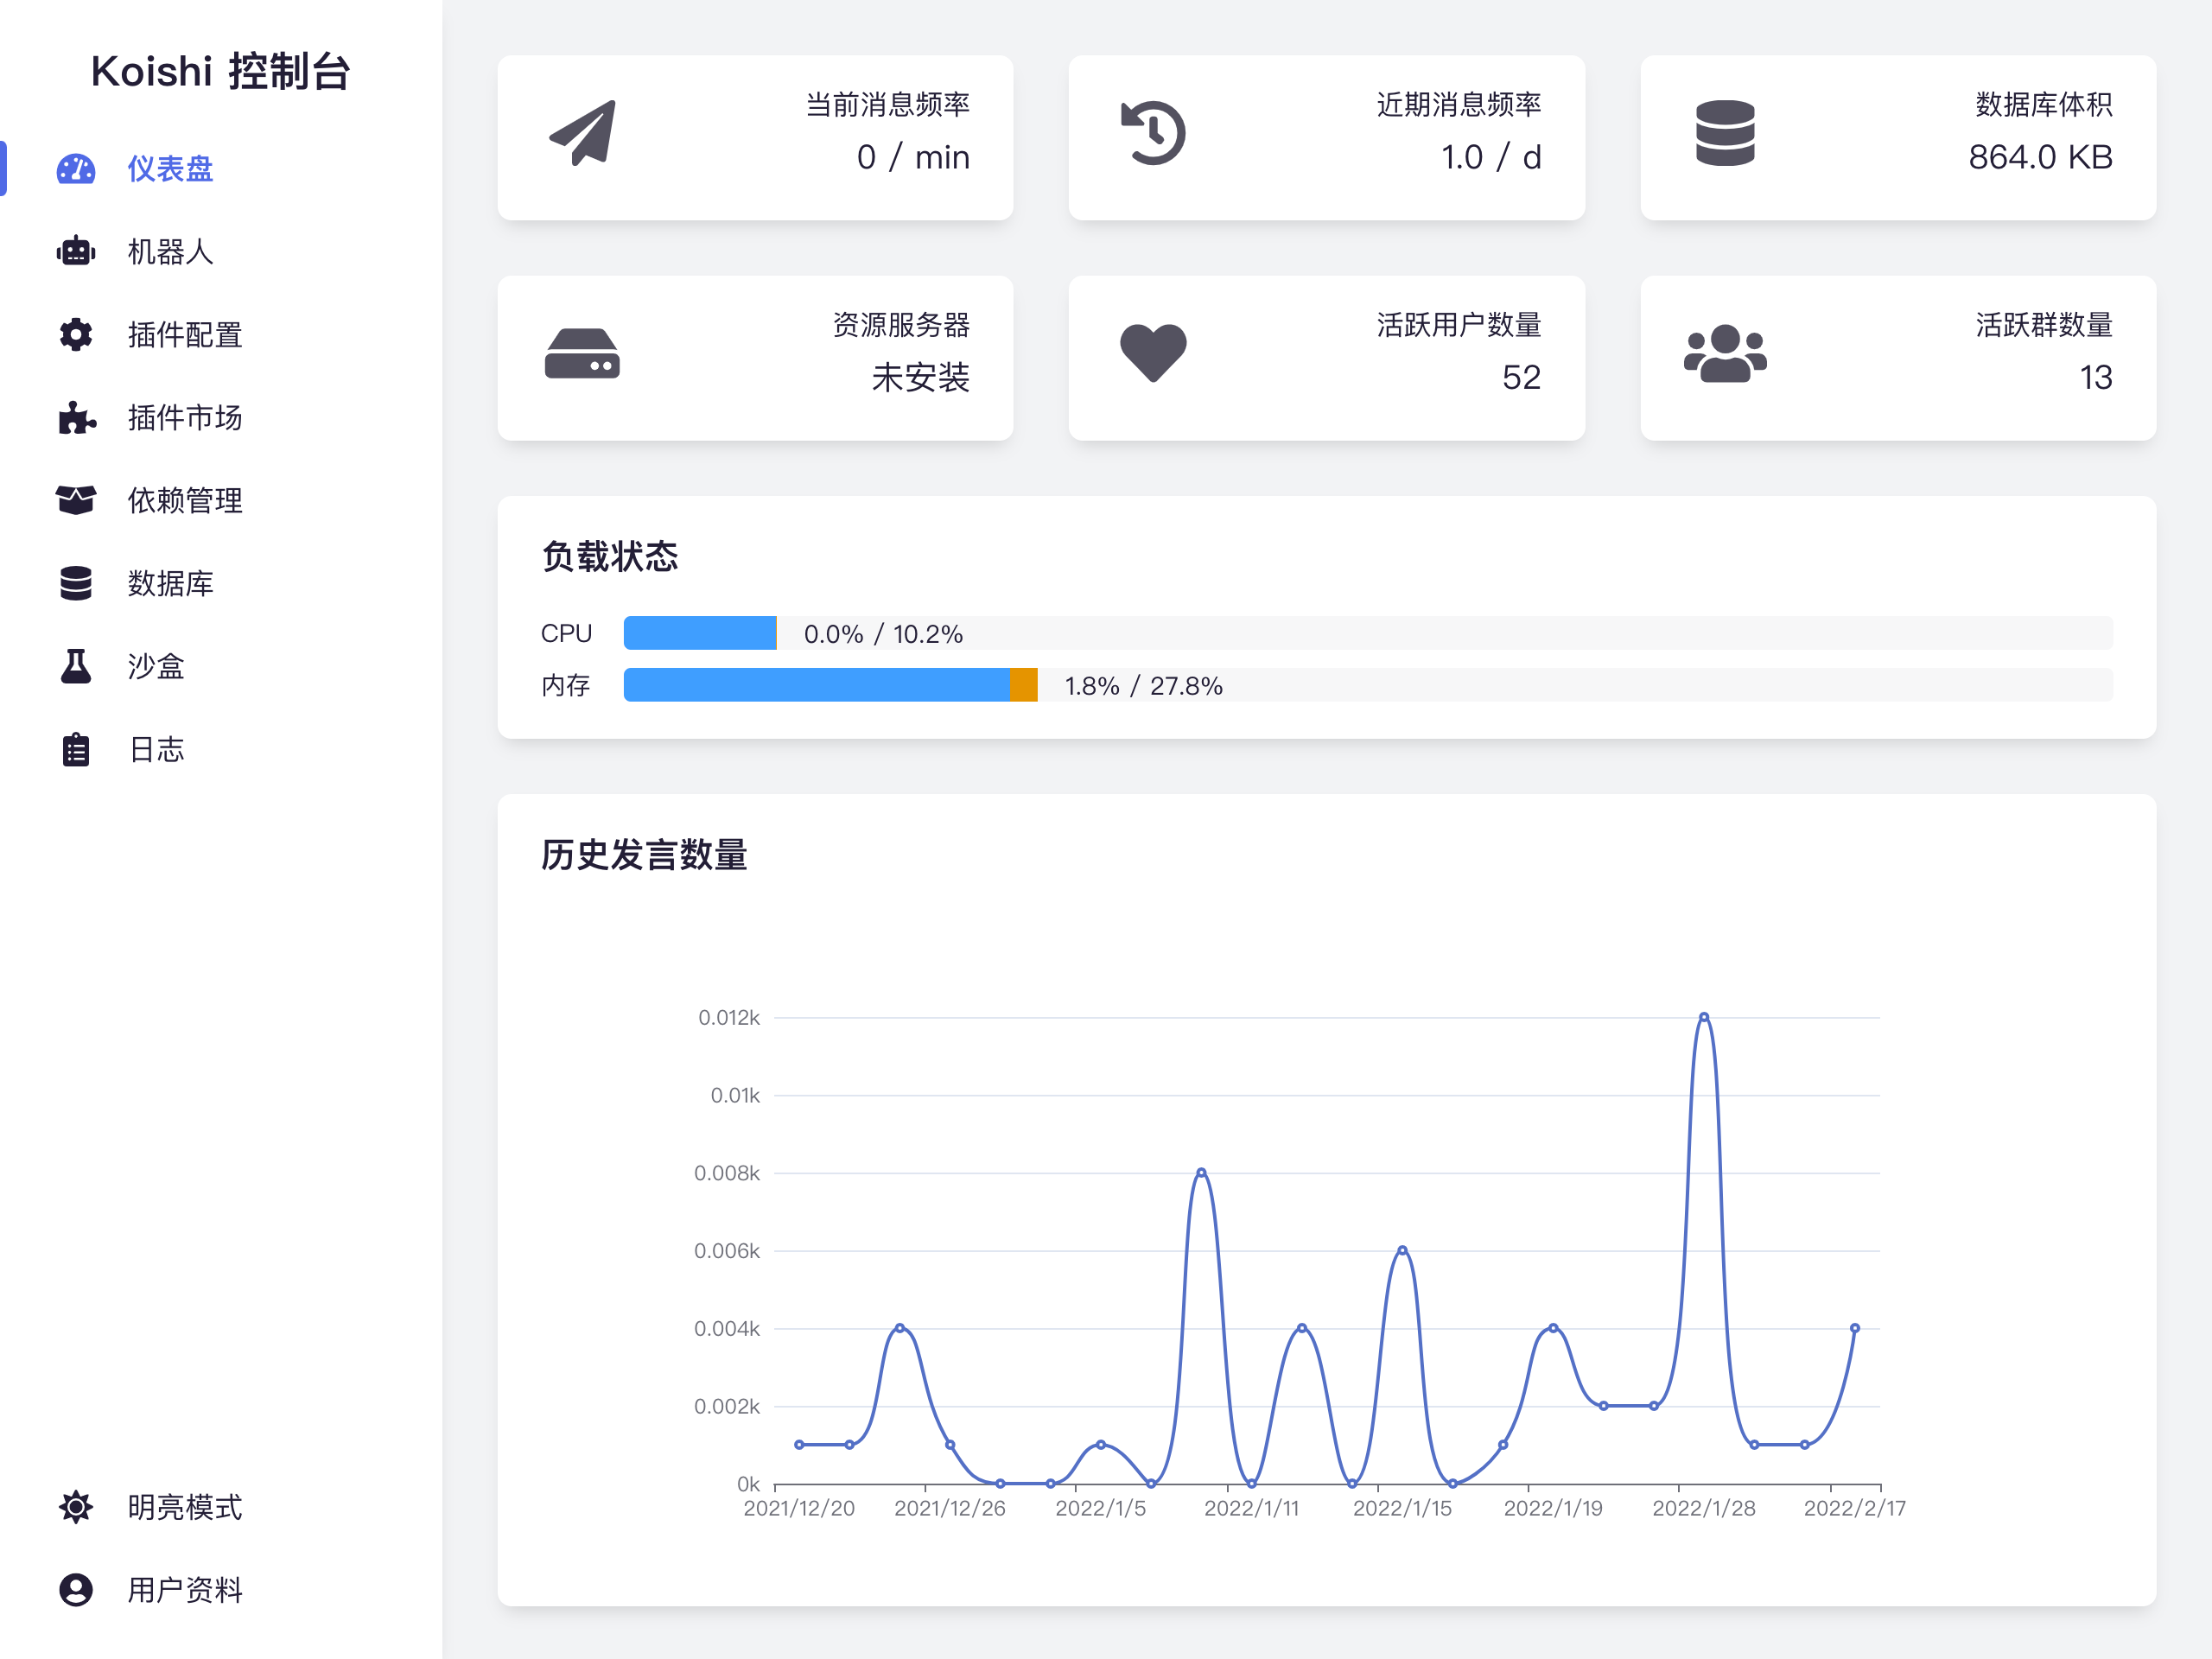 Koishi 控制台
仪表盘
机器人
插件配置
插件市场
依赖管理
数据库
沙盒
日志
明亮模式
用户资料
当前消息频率
0 / min
近期消息频率
1.0 / d
数据库体积
864.0 KB
资源服务器
未安装
活跃用户数量
52
活跃群数量
13
负载状态
CPU 0.0% / 10.2%
内存 1.8% / 27.8%
历史发言数量
0.012k
0.01k
0.008k
0.006k
0.004k
0.002k
0k
2021/12/20 2021/12/26 2022/1/5 2022/1/11 2022/1/15 2022/1/19 2022/1/28 2022/2/17